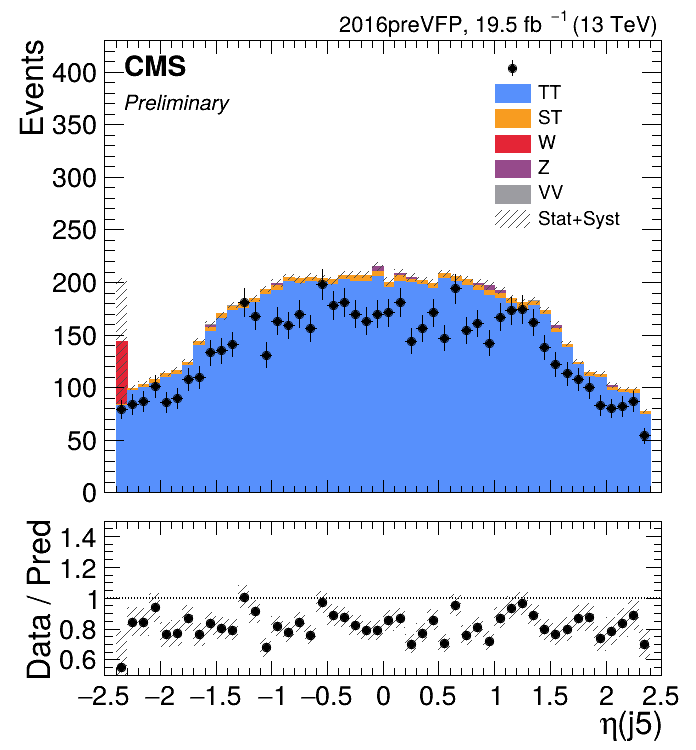 2016preVFP, 19.5 fb ⁻¹ (13 TeV)
CMS
Preliminary
TT
ST
W
Z
VV
Stat+Syst
Events
400
350
300
250
200
150
100
50
0
Data / Pred
1.4
1.2
1
0.8
0.6
−2.5 −2 −1.5 −1 −0.5 0 0.5 1 1.5 2 2.5
η(j5)